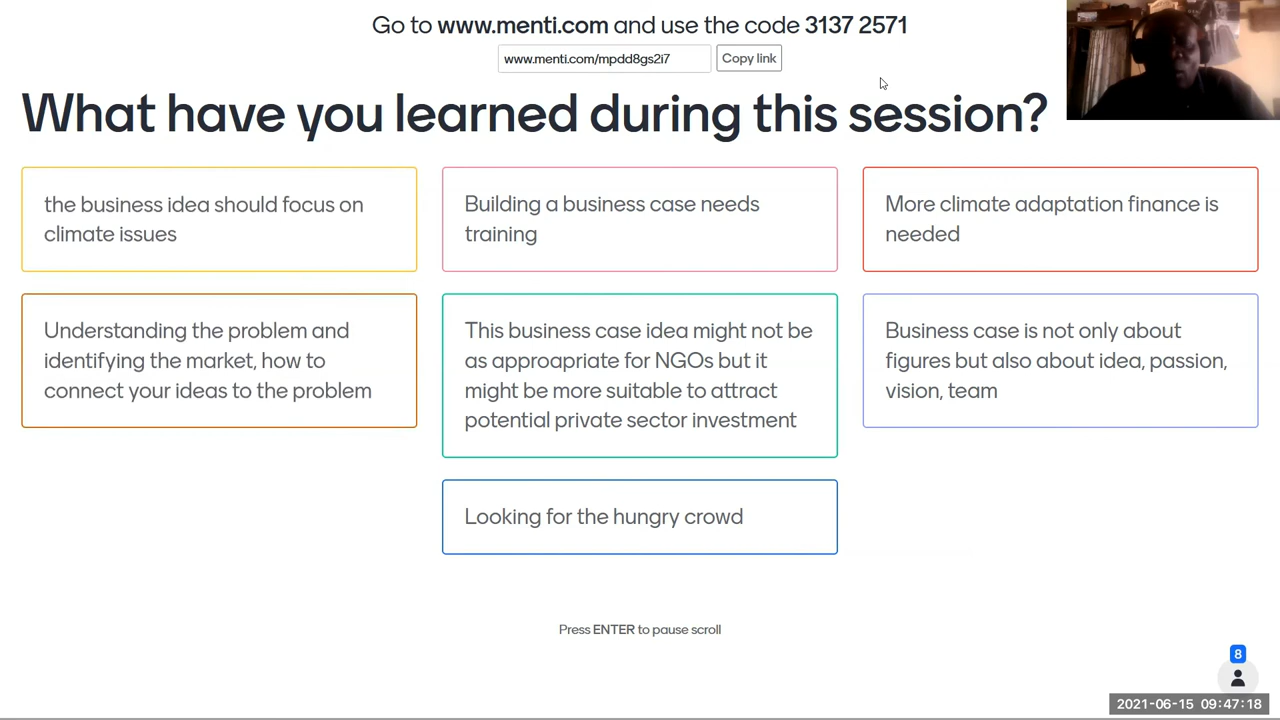 Go to www.menti.com and use the code 3137 2571
www.menti.com/mpdd8gs2i7
Copy link
What have you learned during this session?
the business idea should focus on
climate issues
Building a business case needs
training
More climate adaptation finance is
needed
Understanding the problem and
identifying the market, how to
connect your ideas to the problem
This business case idea might not be
as approapriate for NGOs but it
might be more suitable to attract
potential private sector investment
Business case is not only about
figures but also about idea, passion,
vision, team
Looking for the hungry crowd
Press ENTER to pause scroll
8
2021-06-15 09:47:18